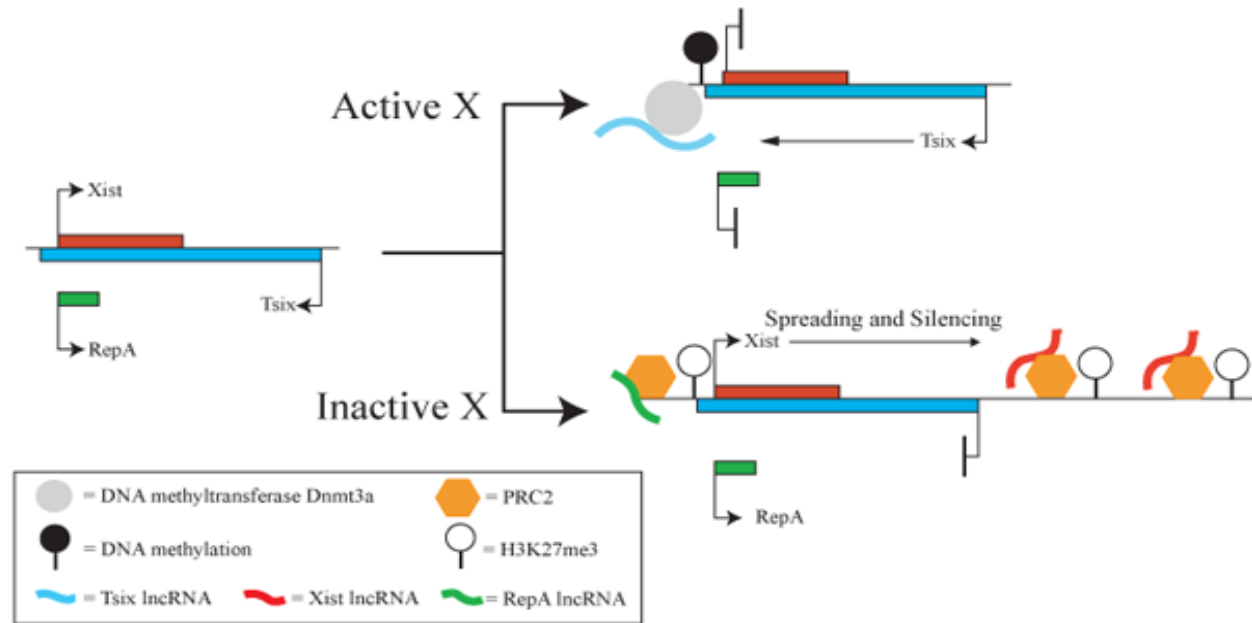 Active X
Tsix
Xist
Tsix
RepA
Spreading and Silencing
Xist
Inactive X
RepA
= DNA methyltransferase Dnmt3a
= PRC2
= DNA methylation
= H3K27me3
= Tsix lncRNA
= Xist lncRNA
= RepA lncRNA